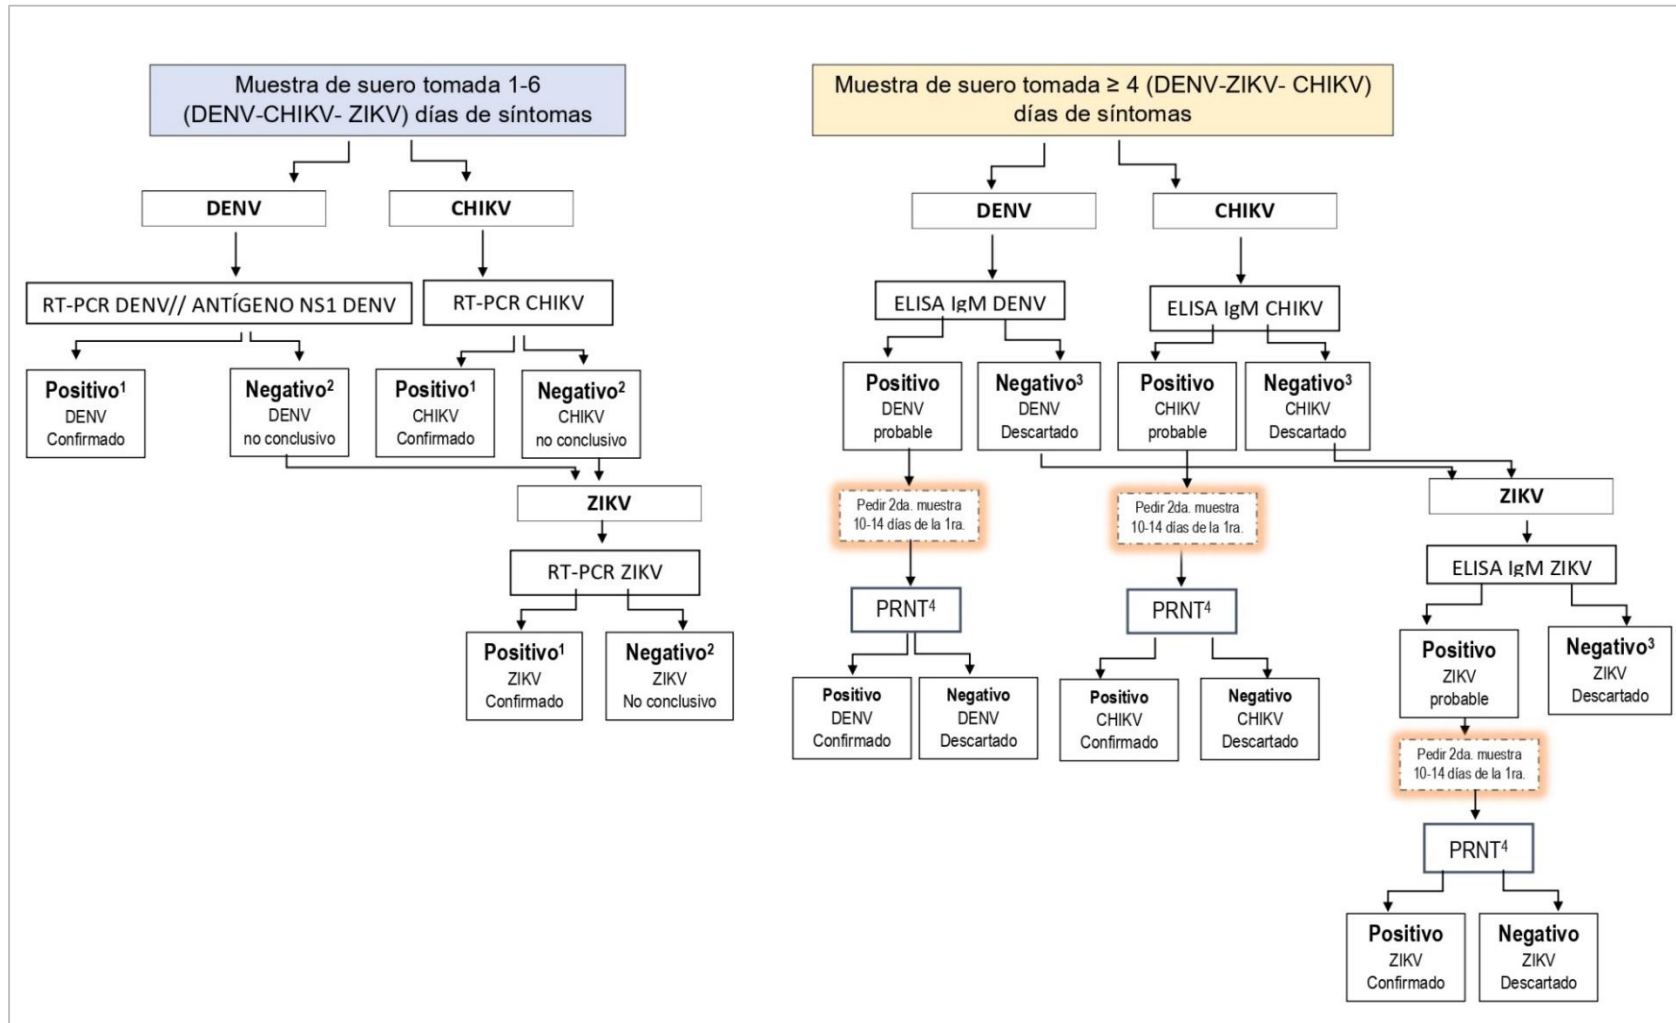 Muestra de suero tomada 1-6
(DENV-CHIKV- ZIKV) días de síntomas
DENV
CHIKV
RT-PCR DENV// ANTÍGENO NS1 DENV
RT-PCR CHIKV
Positivo¹
DENV
Confirmado
Negativo²
DENV
no conclusivo
Positivo¹
CHIKV
Confirmado
Negativo²
CHIKV
no conclusivo
ZIKV
RT-PCR ZIKV
Positivo¹
ZIKV
Confirmado
Negativo²
ZIKV
No conclusivo
Muestra de suero tomada ≥ 4 (DENV-ZIKV- CHIKV)
días de síntomas
DENV
CHIKV
ELISA IgM DENV
ELISA IgM CHIKV
Positivo
DENV
probable
Negativo³
DENV
Descartado
Positivo
CHIKV
probable
Negativo³
CHIKV
Descartado
Pedir 2da. muestra
10-14 días de la 1ra.
Pedir 2da. muestra
10-14 días de la 1ra.
ZIKV
ELISA IgM ZIKV
PRNT⁴
PRNT⁴
Positivo
DENV
Confirmado
Negativo
DENV
Descartado
Positivo
CHIKV
Confirmado
Negativo
CHIKV
Descartado
Positivo
ZIKV
probable
Negativo³
ZIKV
Descartado
Pedir 2da. muestra
10-14 días de la 1ra.
PRNT⁴
Positivo
ZIKV
Confirmado
Negativo
ZIKV
Descartado